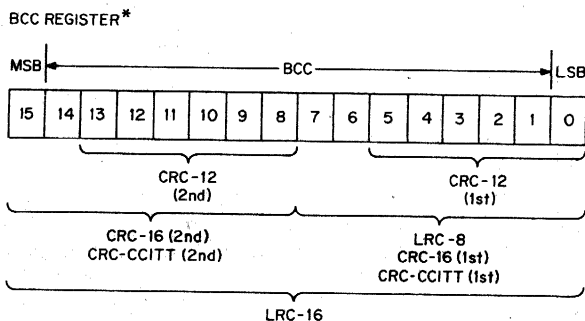 BCC REGISTER*
MSB BCC LSB
15 14 13 12 11 10 9 8 7 6 5 4 3 2 1 0
CRC-12 CRC-12
(2nd) (1st)
CRC-16 (2nd) LRC-8
CRC-CCITT (2nd) CRC-16 (1st)
CRC-CCITT (1st)
LRC-16